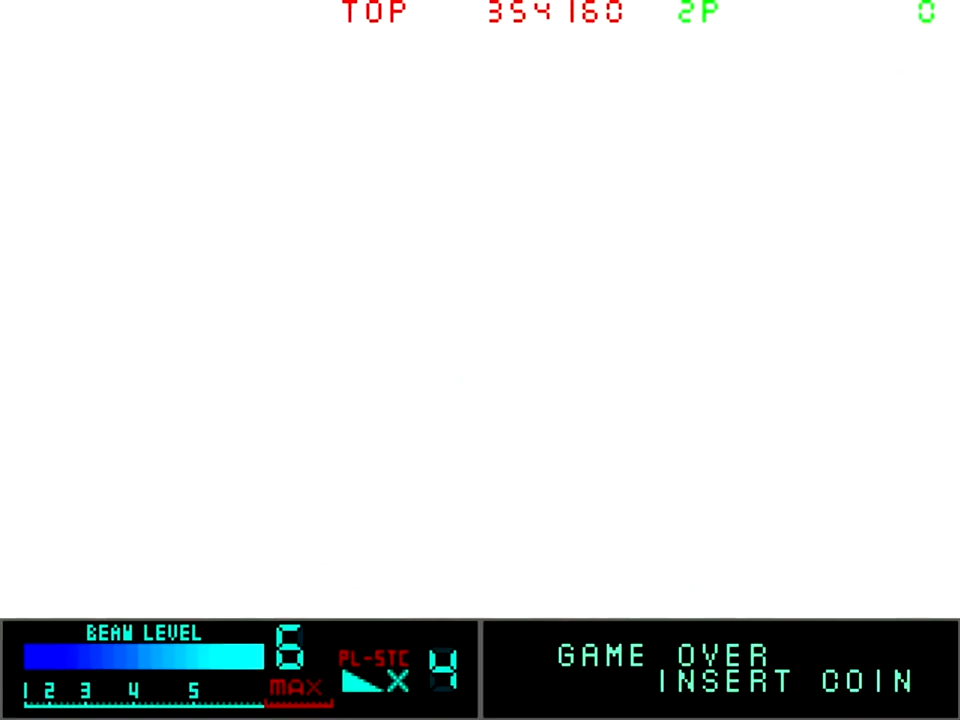 TOP 354160 2P 0
BEAM LEVEL 6
PL-STC
X 4
1 2 3 4 5 MAX
GAME OVER
INSERT COIN